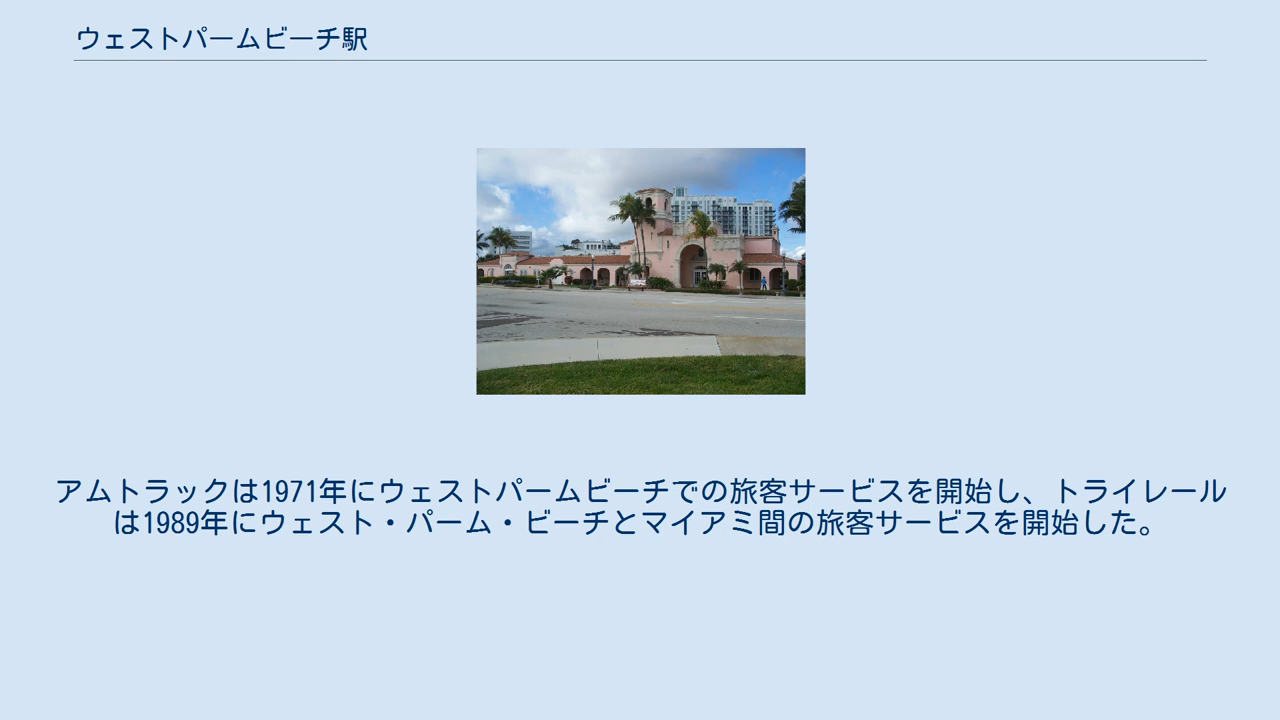 ウェストパームビーチ駅
アムトラックは1971年にウェストパームビーチでの旅客サービスを開始し、トライレール
は1989年にウェスト・パーム・ビーチとマイアミ間の旅客サービスを開始した。